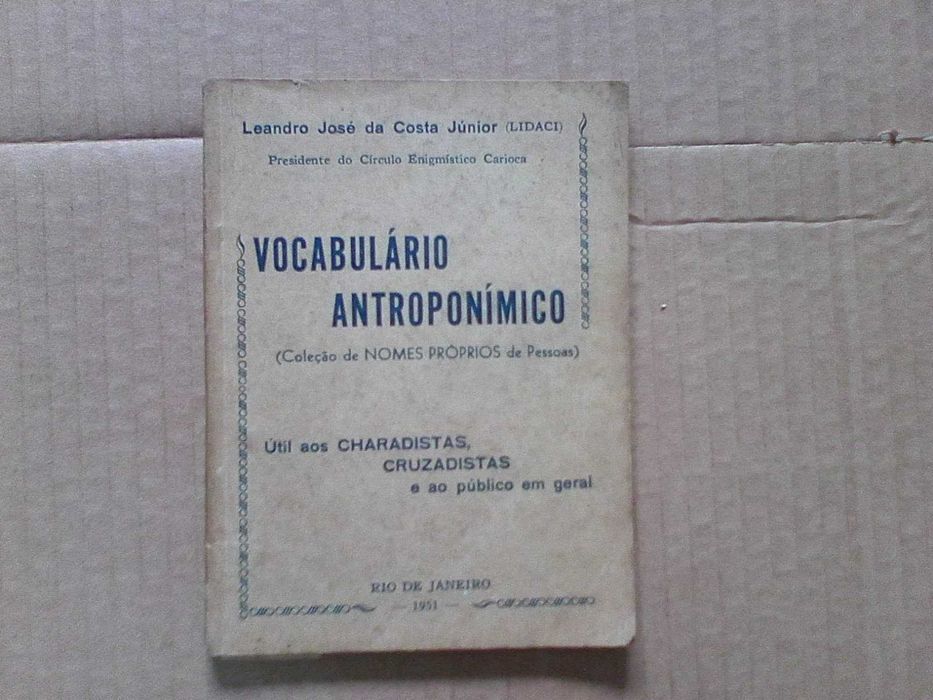 Leandro José da Costa Júnior (LIDACI)
Presidente do Círculo Enigmístico Carioca
VOCABULÁRIO
ANTROPONÍMICO
(Coleção de NOMES PRÓPRIOS de Pessoas)
Útil aos CHARADISTAS,
CRUZADISTAS
e ao público em geral
RIO DE JANEIRO
— 1951 —